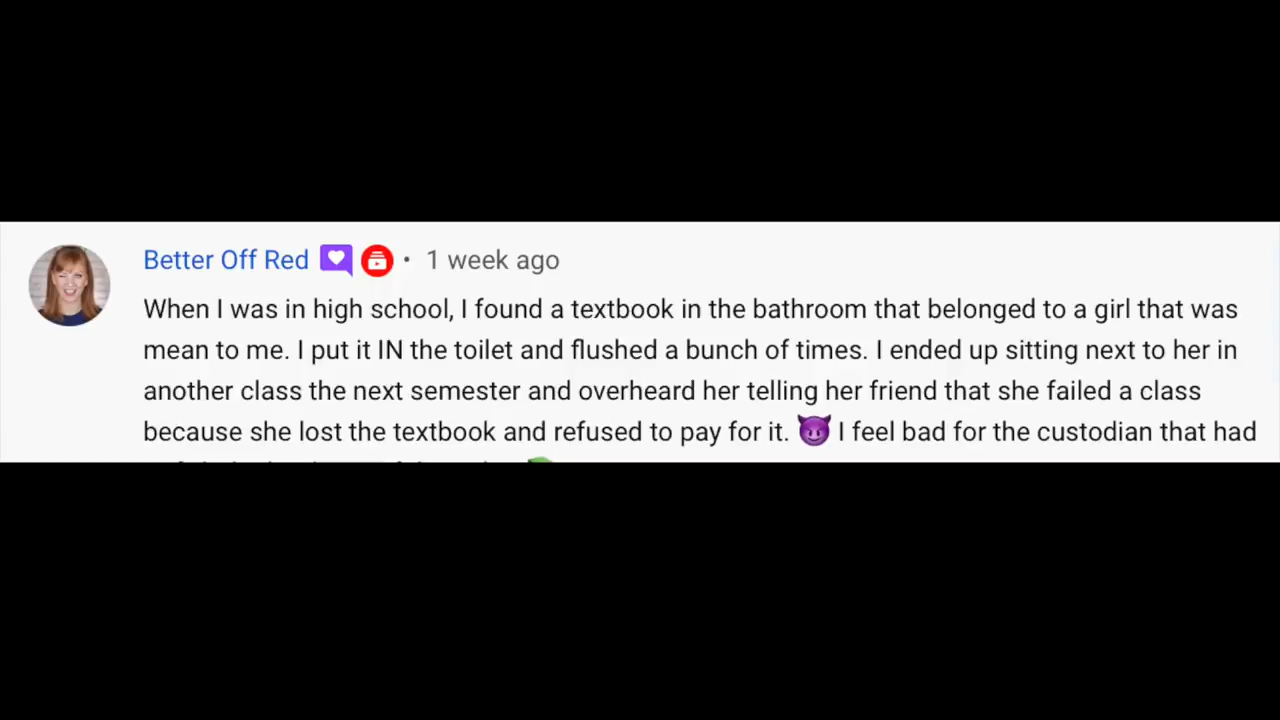 Better Off Red • 1 week ago
When I was in high school, I found a textbook in the bathroom that belonged to a girl that was
mean to me. I put it IN the toilet and flushed a bunch of times. I ended up sitting next to her in
another class the next semester and overheard her telling her friend that she failed a class
because she lost the textbook and refused to pay for it. 😈 I feel bad for the custodian that had